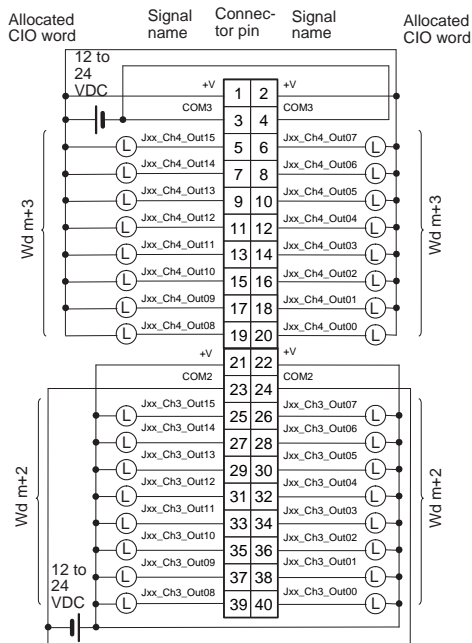 Allocated
CIO word
Signal
name
Connec-
tor pin
Signal
name
Allocated
CIO word
12 to
24
VDC
+V 1 2 +V
COM3 3 4 COM3
L Jxx_Ch4_Out15 5 6 Jxx_Ch4_Out07 L
L Jxx_Ch4_Out14 7 8 Jxx_Ch4_Out06 L
L Jxx_Ch4_Out13 9 10 Jxx_Ch4_Out05 L
L Jxx_Ch4_Out12 11 12 Jxx_Ch4_Out04 L
L Jxx_Ch4_Out11 13 14 Jxx_Ch4_Out03 L
L Jxx_Ch4_Out10 15 16 Jxx_Ch4_Out02 L
L Jxx_Ch4_Out09 17 18 Jxx_Ch4_Out01 L
L Jxx_Ch4_Out08 19 20 Jxx_Ch4_Out00 L
Wd m+3
Wd m+3
+V 21 22 +V
COM2 23 24 COM2
L Jxx_Ch3_Out15 25 26 Jxx_Ch3_Out07 L
L Jxx_Ch3_Out14 27 28 Jxx_Ch3_Out06 L
L Jxx_Ch3_Out13 29 30 Jxx_Ch3_Out05 L
L Jxx_Ch3_Out12 31 32 Jxx_Ch3_Out04 L
L Jxx_Ch3_Out11 33 34 Jxx_Ch3_Out03 L
L Jxx_Ch3_Out10 35 36 Jxx_Ch3_Out02 L
L Jxx_Ch3_Out09 37 38 Jxx_Ch3_Out01 L
L Jxx_Ch3_Out08 39 40 Jxx_Ch3_Out00 L
Wd m+2
Wd m+2
12 to
24
VDC